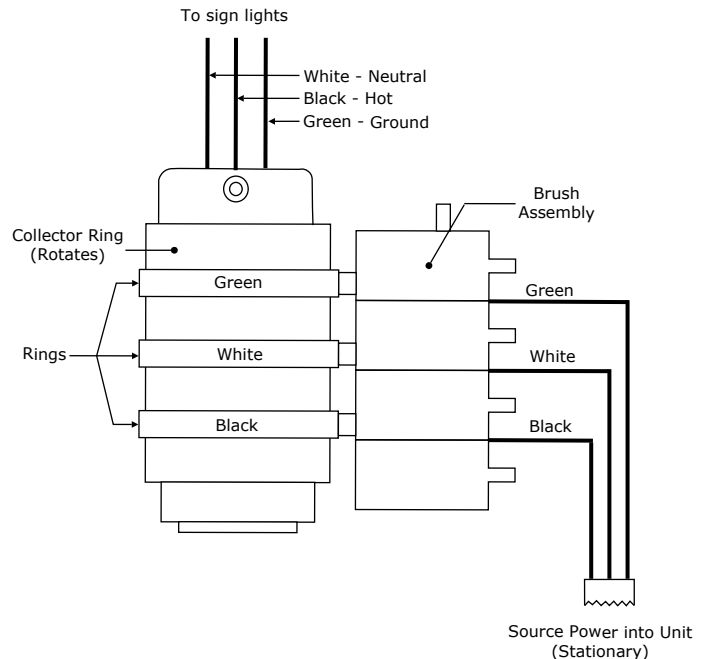 To sign lights
White - Neutral
Black - Hot
Green - Ground
Brush
Assembly
Collector Ring
(Rotates)
Green
Green
Rings
White
White
Black
Black
Source Power into Unit
(Stationary)